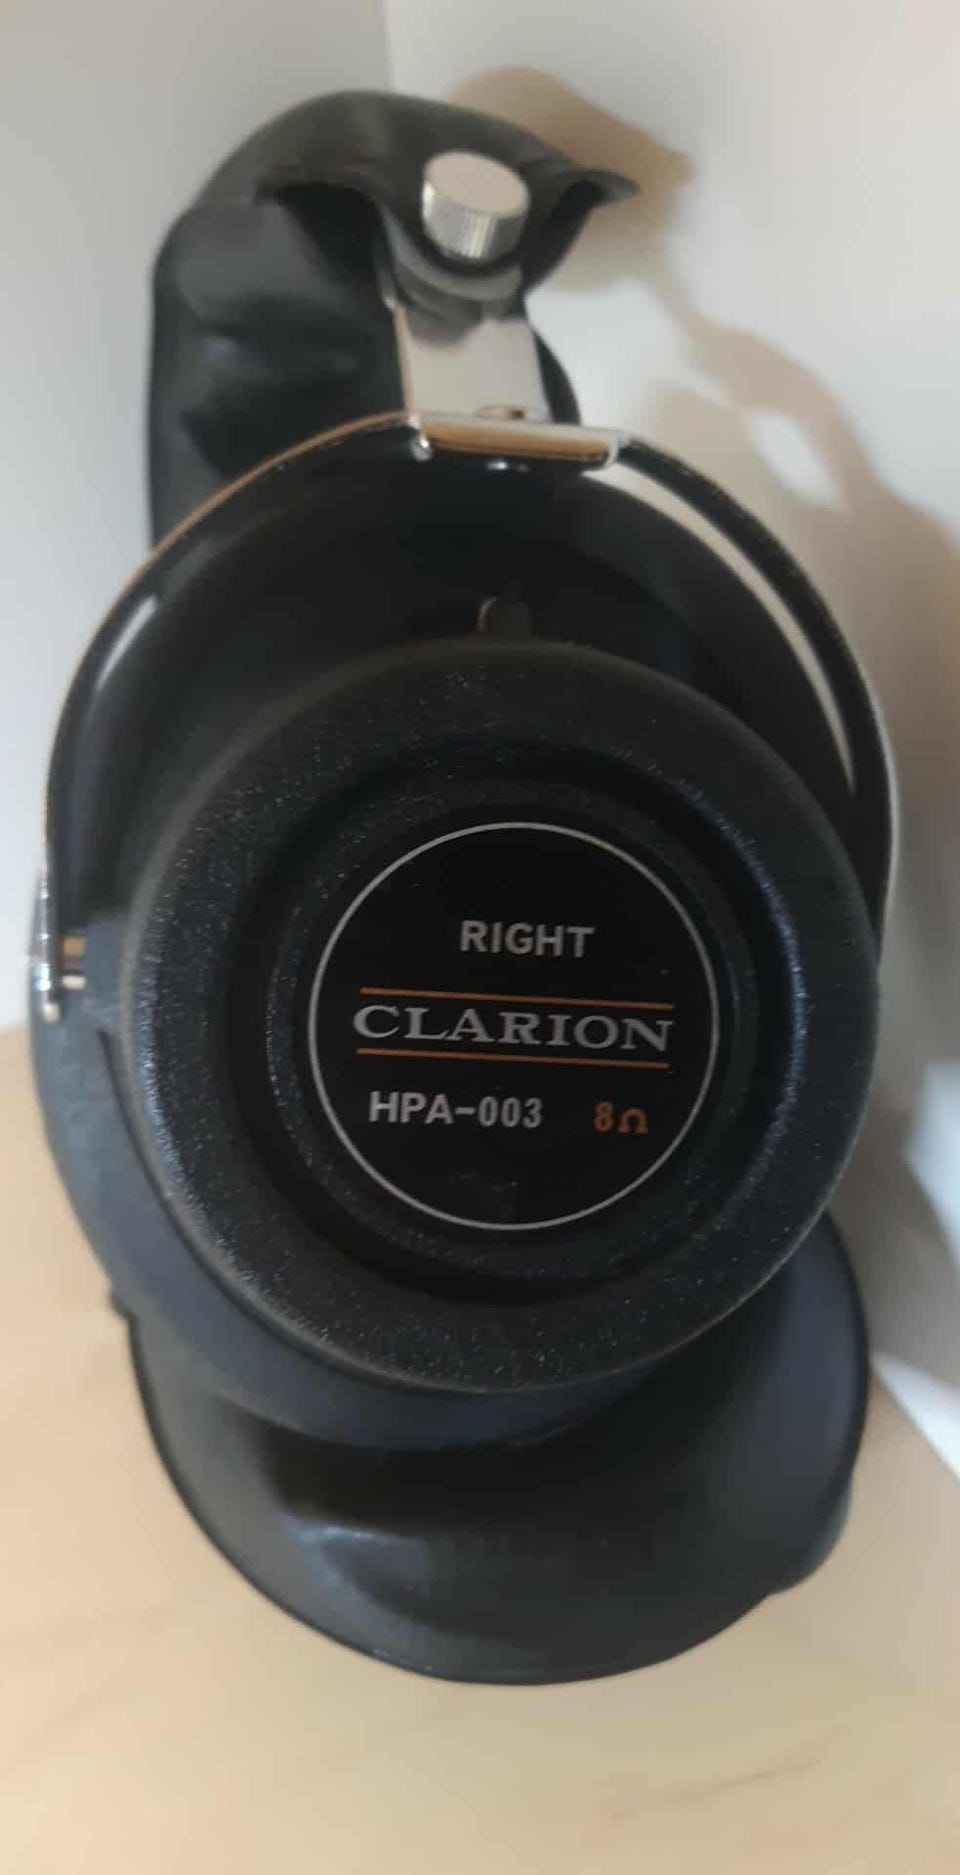 RIGHT
CLARION
HPA-003 8Ω